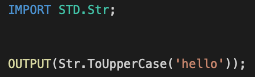 IMPORT STD.Str;
OUTPUT(Str.ToUpperCase('hello'));